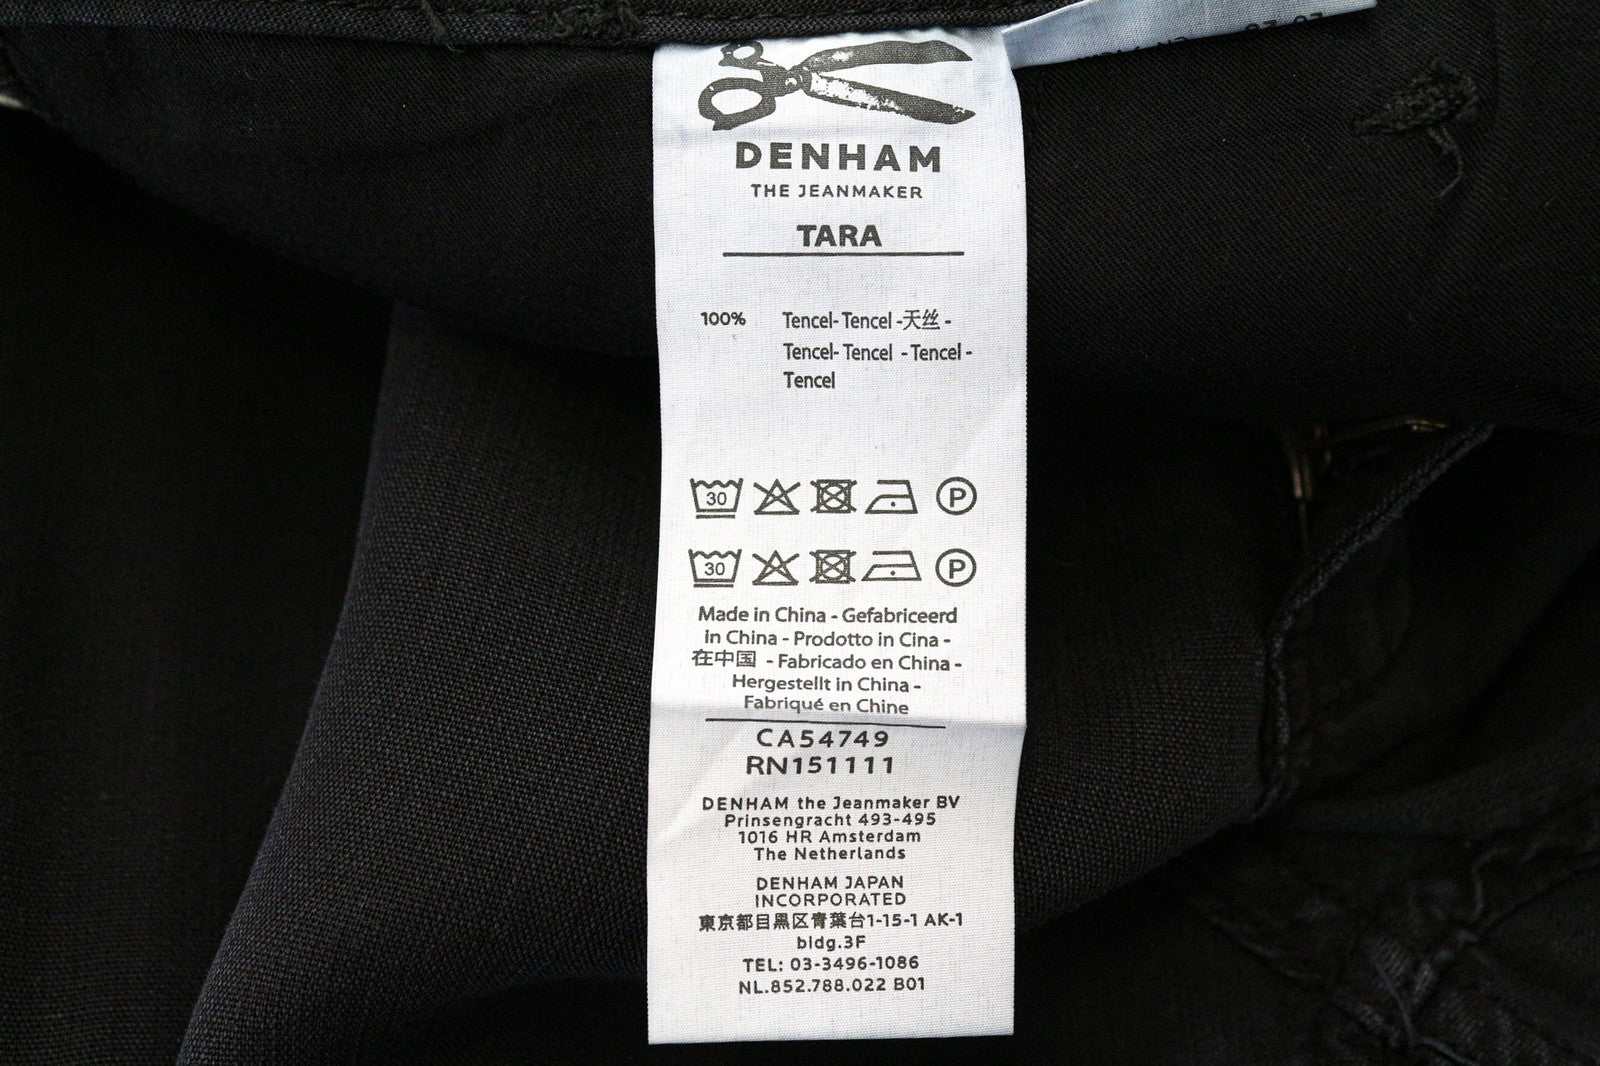 DENHAM
THE JEANMAKER
TARA
100% Tencel- Tencel -天丝 -
Tencel- Tencel - Tencel -
Tencel
30 P
30 P
Made in China - Gefabriceerd
in China - Prodotto in Cina -
在中国 - Fabricado en China -
Hergestellt in China -
Fabriqué en Chine
CA54749
RN151111
DENHAM the Jeanmaker BV
Prinsengracht 493-495
1016 HR Amsterdam
The Netherlands
DENHAM JAPAN
INCORPORATED
東京都目黒区青葉台1-15-1 AK-1
bldg.3F
TEL: 03-3496-1086
NL.852.788.022 B01